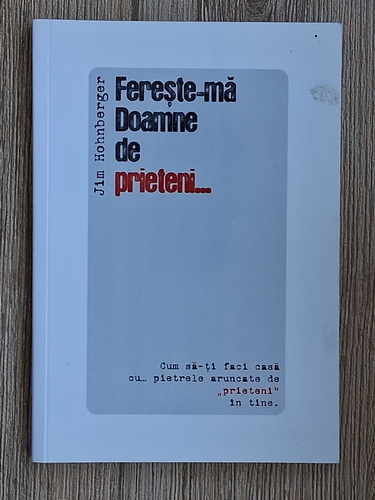 Jim Hohnberger
Ferește-mă
Doamne
de
prieteni...
Cum să-ți faci casă
cu... pietrele aruncate de
„prieteni”
în tine.